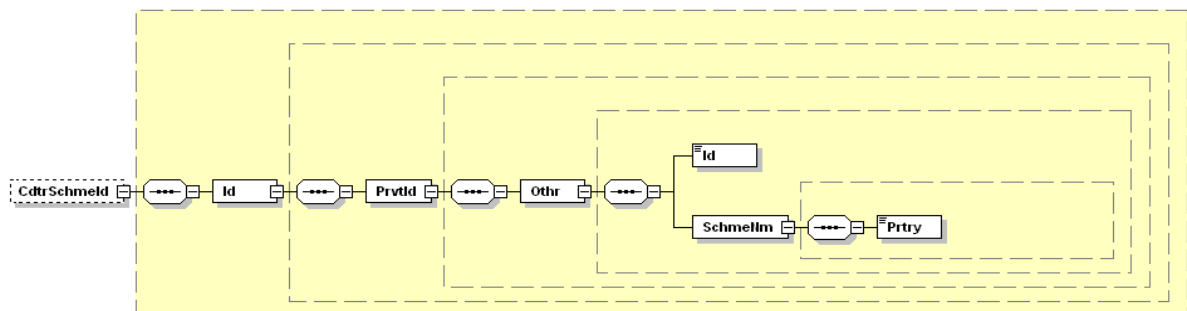 Id
CdtrSchmeId
Id
PrvtId
Othr
SchmeNm
Prtry